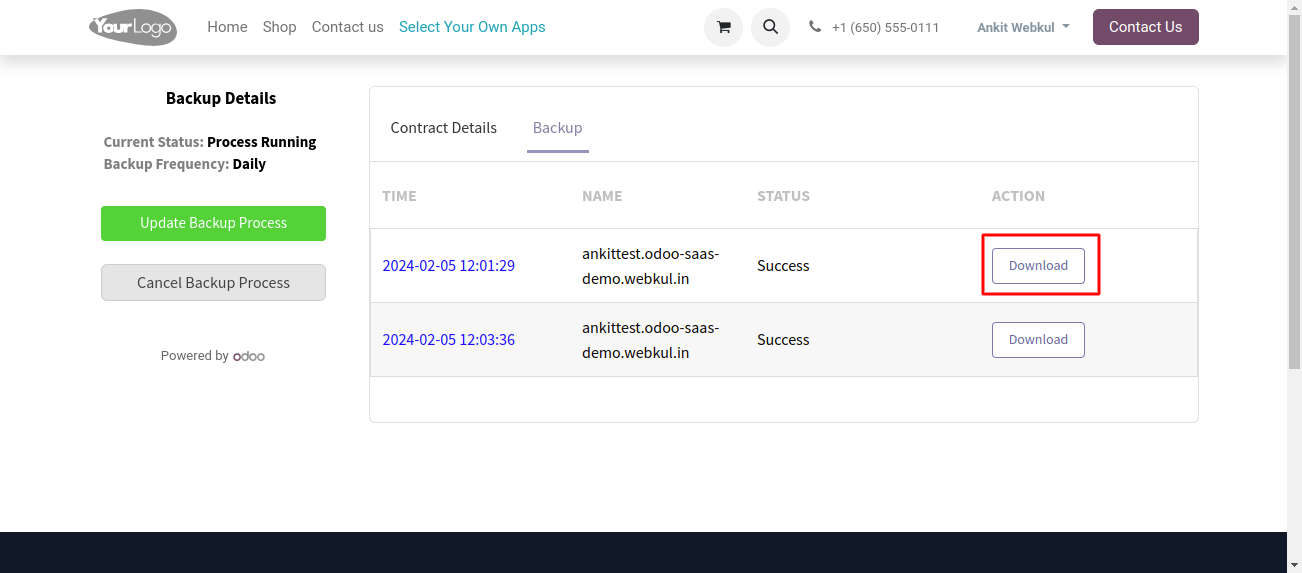 YourLogo
Home Shop Contact us Select Your Own Apps +1 (650) 555-0111 Ankit Webkul Contact Us
Backup Details
Current Status: Process Running
Backup Frequency: Daily
Update Backup Process
Cancel Backup Process
Powered by odoo
Contract Details Backup
TIME NAME STATUS ACTION
2024-02-05 12:01:29 ankittest.odoo-saas- Success Download
demo.webkul.in
2024-02-05 12:03:36 ankittest.odoo-saas- Success Download
demo.webkul.in